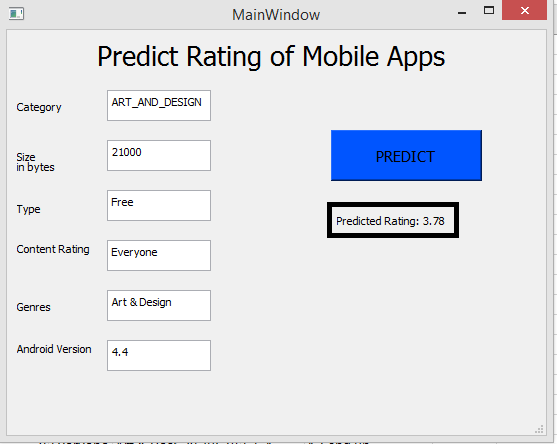 MainWindow
Predict Rating of Mobile Apps
Category
ART_AND_DESIGN
Size
in bytes
21000
PREDICT
Type
Free
Predicted Rating: 3.78
Content Rating
Everyone
Genres
Art & Design
Android Version
4.4